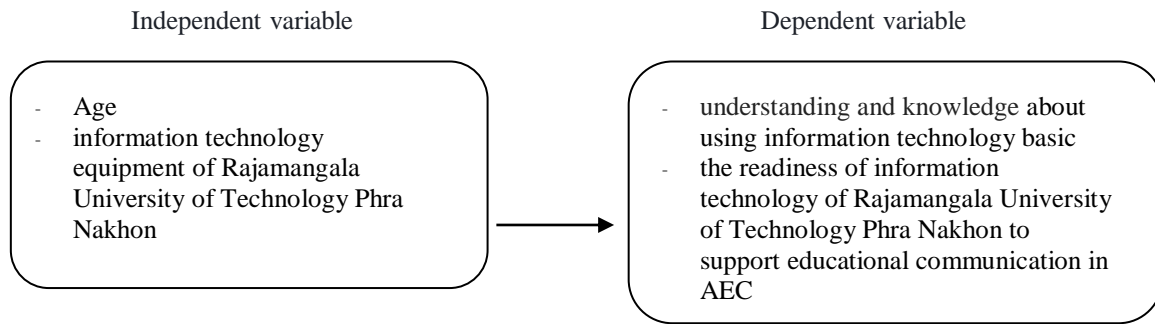 Independent variable
Dependent variable
- Age
- information technology
equipment of Rajamangala
University of Technology Phra
Nakhon
- understanding and knowledge about
using information technology basic
- the readiness of information
technology of Rajamangala University
of Technology Phra Nakhon to
support educational communication in
AEC